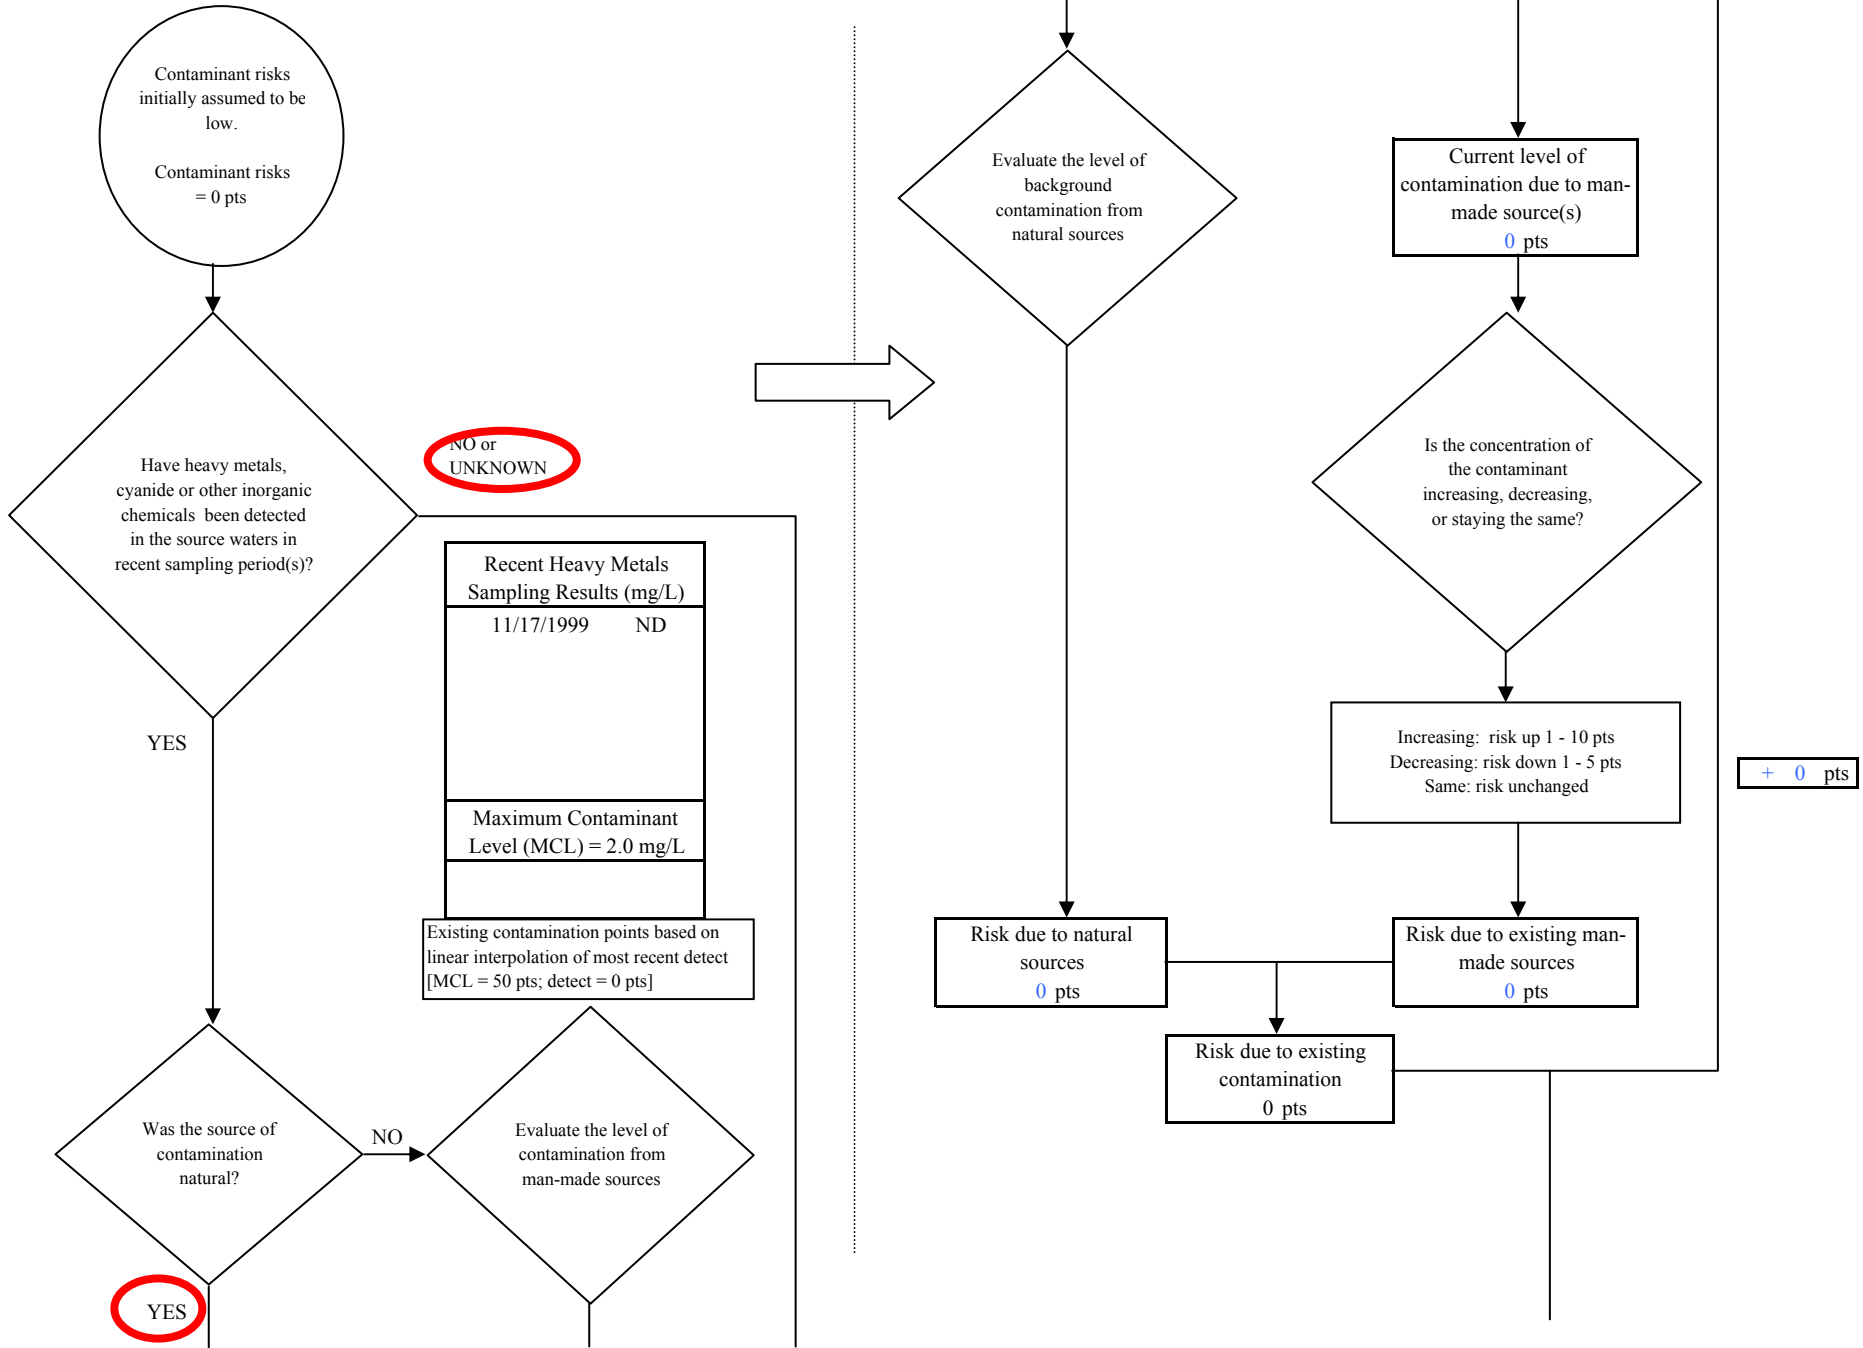 Contaminant risks
initially assumed to be
low.
Contaminant risks
= 0 pts
Have heavy metals,
cyanide or other inorganic
chemicals been detected
in the source waters in
recent sampling period(s)?
NO or
UNKNOWN
YES
Recent Heavy Metals
Sampling Results (mg/L)
11/17/1999 ND
Maximum Contaminant
Level (MCL) = 2.0 mg/L
Existing contamination points based on
linear interpolation of most recent detect
[MCL = 50 pts; detect = 0 pts]
Was the source of
contamination
natural?
NO
Evaluate the level of
contamination from
man-made sources
YES
Evaluate the level of
background
contamination from
natural sources
Current level of
contamination due to man-
made source(s)
0 pts
Is the concentration of
the contaminant
increasing, decreasing,
or staying the same?
Increasing: risk up 1 - 10 pts
Decreasing: risk down 1 - 5 pts
Same: risk unchanged
+ 0 pts
Risk due to natural
sources
0 pts
Risk due to existing man-
made sources
0 pts
Risk due to existing
contamination
0 pts